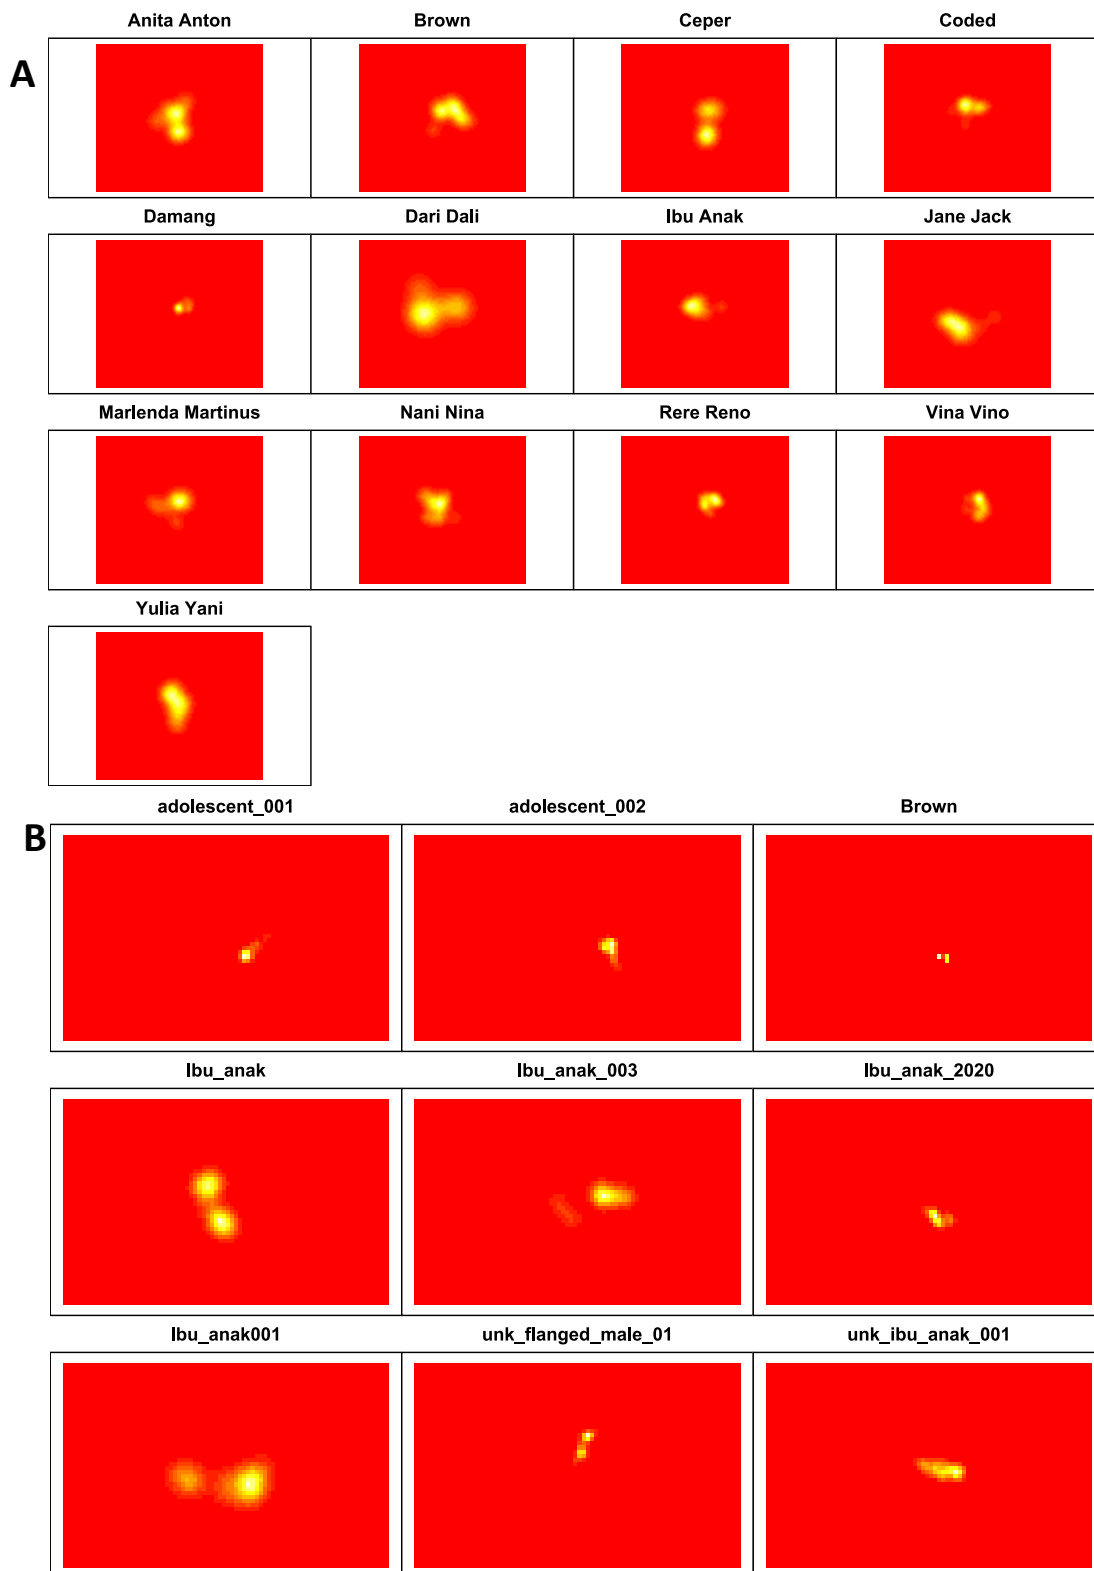 Anita Anton Brown Ceper Coded
A
Damang Dari Dali Ibu Anak Jane Jack
Marlenda Martinus Nani Nina Rere Reno Vina Vino
Yulia Yani
adolescent_001 adolescent_002 Brown
B
Ibu_anak Ibu_anak_003 Ibu_anak_2020
Ibu_anak001 unk_flanged_male_01 unk_ibu_anak_001